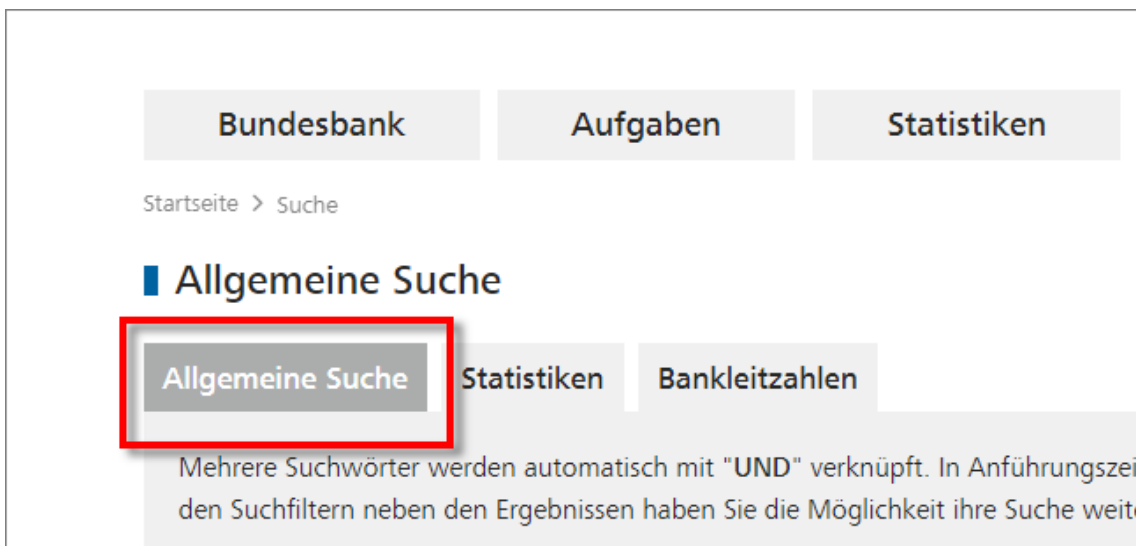 Bundesbank Aufgaben Statistiken
Startseite > Suche
Allgemeine Suche
Allgemeine Suche Statistiken Bankleitzahlen
Mehrere Suchwörter werden automatisch mit "UND" verknüpft. In Anführungszei
den Suchfiltern neben den Ergebnissen haben Sie die Möglichkeit ihre Suche weit